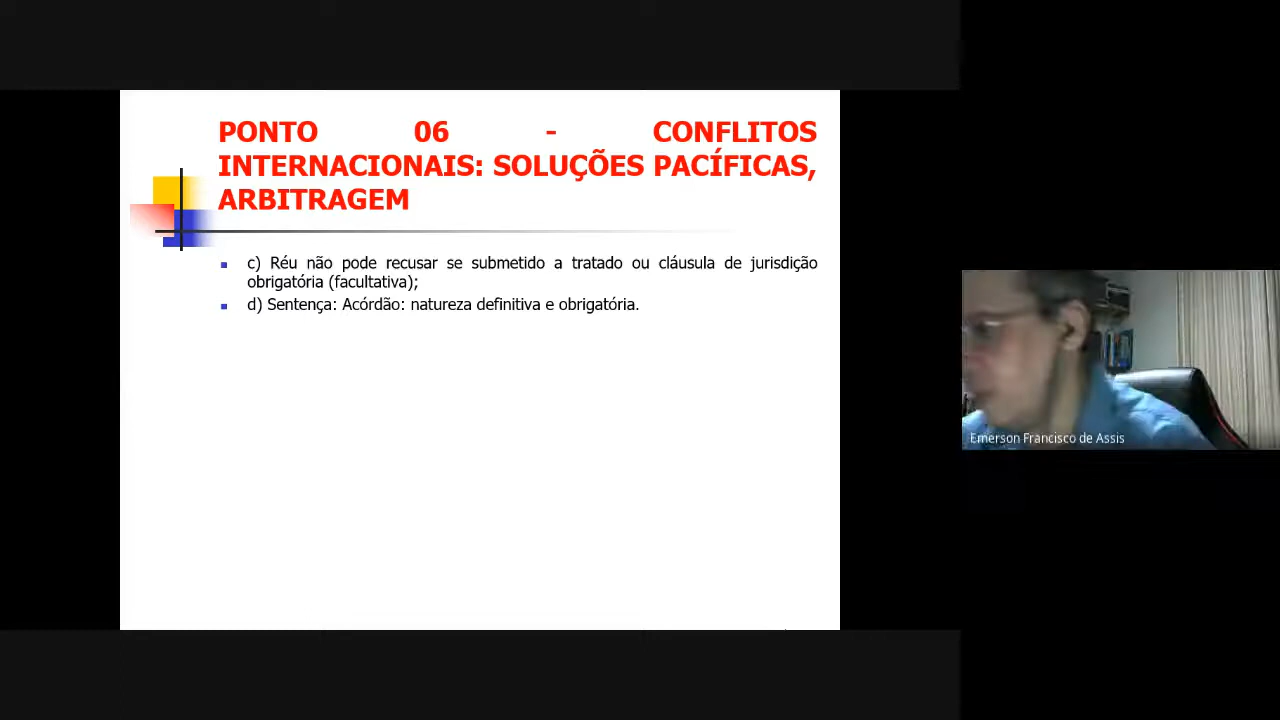 PONTO 06 - CONFLITOS
INTERNACIONAIS: SOLUÇÕES PACÍFICAS,
ARBITRAGEM
c) Réu não pode recusar se submetido a tratado ou cláusula de jurisdição
obrigatória (facultativa);
d) Sentença: Acórdão: natureza definitiva e obrigatória.
Emerson Francisco de Assis